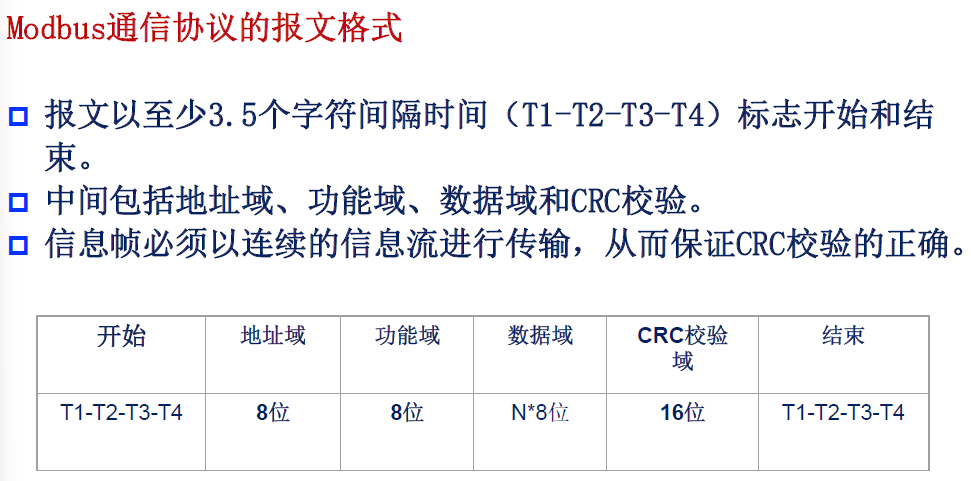 Modbus通信协议的报文格式
报文以至少3.5个字符间隔时间（T1-T2-T3-T4）标志开始和结
束。
中间包括地址域、功能域、数据域和CRC校验。
信息帧必须以连续的信息流进行传输，从而保证CRC校验的正确。
开始 地址域 功能域 数据域 CRC校验
域 结束
T1-T2-T3-T4 8位 8位 N*8位 16位 T1-T2-T3-T4